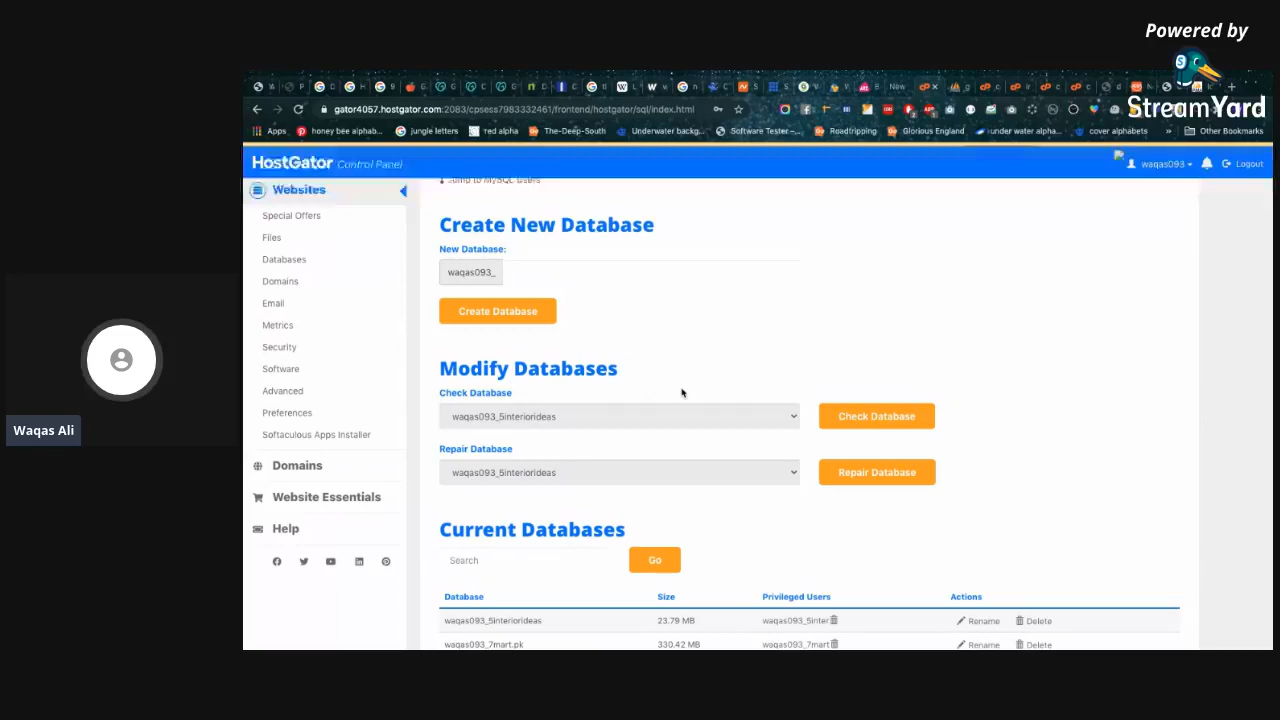 Powered by
StreamYard
gator4057.hostgator.com:2083/cpsess7983332461/frontend/hostgator/sql/index.html
Apps
honey bee alphab...
jungle letters
red alpha
The-Deep-South
Underwater backg...
Software Tester –...
Roadtripping
Glorious England
under water alpha...
cover alphabets
»
Other Bookmarks
HostGator Control Panel
waqas093
Logout
Websites
Special Offers
Files
Databases
Domains
Email
Metrics
Security
Software
Advanced
Preferences
Softaculous Apps Installer
Domains
Website Essentials
Help
Jump to MySQL Users
Create New Database
New Database:
waqas093_
Create Database
Modify Databases
Check Database
waqas093_5interiorideas
Check Database
Repair Database
waqas093_5interiorideas
Repair Database
Current Databases
Search
Go
Database Size Privileged Users Actions
waqas093_5interiorideas 23.79 MB waqas093_5inter Rename Delete
waqas093_7mart.pk 330.42 MB waqas093_7mart Rename Delete
Waqas Ali